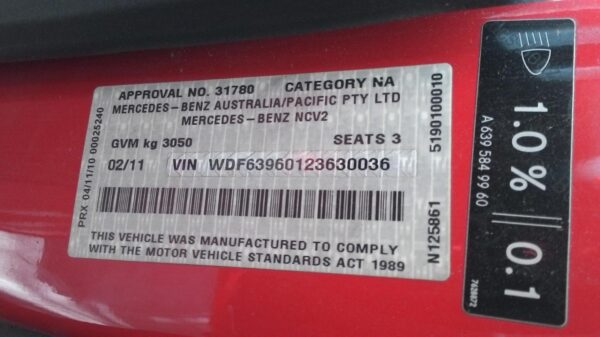 APPROVAL NO. 31780 CATEGORY NA
MERCEDES-BENZ AUSTRALIA/PACIFIC PTY LTD
MERCEDES-BENZ NCV2
GVM kg 3050 SEATS 3
02/11 VIN WDF63960123630036
THIS VEHICLE WAS MANUFACTURED TO COMPLY
WITH THE MOTOR VEHICLE STANDARDS ACT 1989
PRX 04/11/10 00025240
5190100010
N125861
A 639 584 99 60
1.0% 0.1